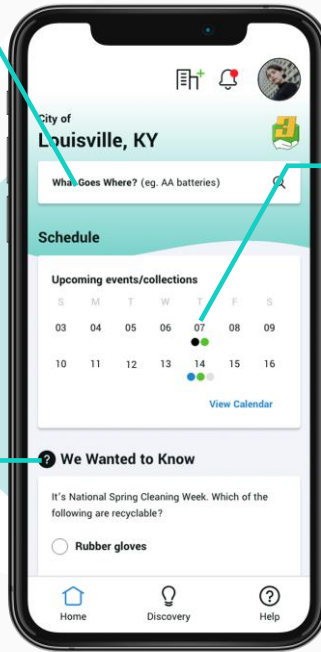 City of
Louisville, KY
What Goes Where? (eg. AA batteries)
Schedule
Upcoming events/collections
S M T W T F S
03 04 05 06 07 08 09
10 11 12 13 14 15 16
View Calendar
? We Wanted to Know
It's National Spring Cleaning Week. Which of the
following are recyclable?
Rubber gloves
Home Discovery Help